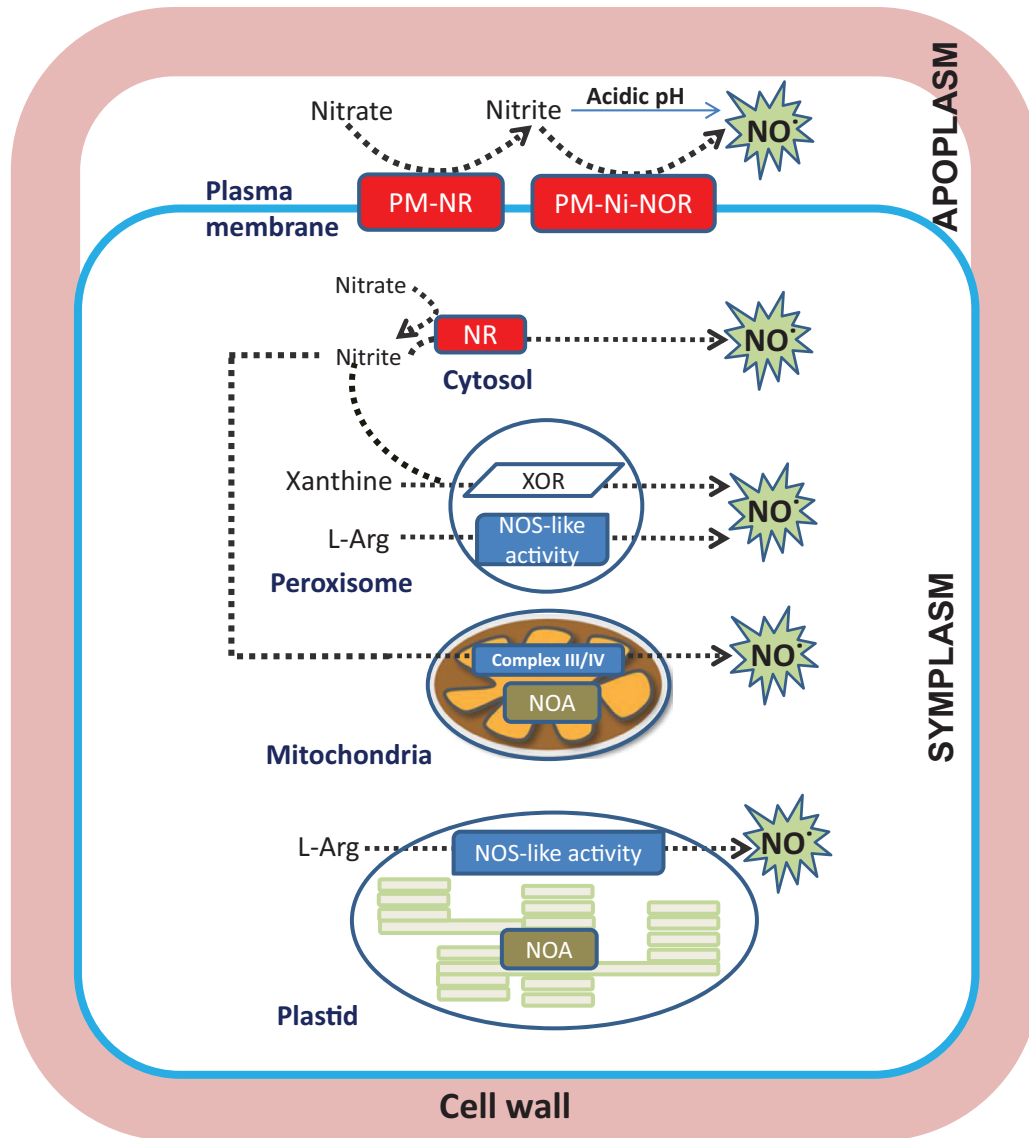 APOPLASM
Nitrate
Nitrite
Acidic pH
NO•
Plasma
membrane
PM-NR
PM-Ni-NOR
Nitrate
NR
Nitrite
NO•
Cytosol
Xanthine
XOR
NO•
L-Arg
NOS-like
activity
Peroxisome
SYMPLASM
Complex III/IV
NO•
NOA
Mitochondria
L-Arg
NOS-like activity
NO•
NOA
Plastid
Cell wall